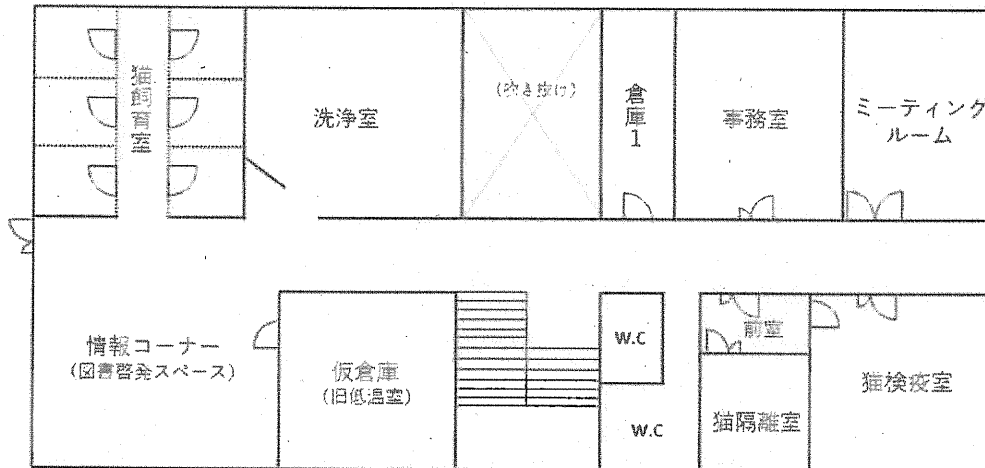 猫飼育室
洗浄室
(吹き抜け)
倉庫1
事務室
ミーティング
ルーム
情報コーナー
(図書啓発スペース)
仮倉庫
(旧低温室)
W.C
W.C
前室
猫隔離室
猫検疫室